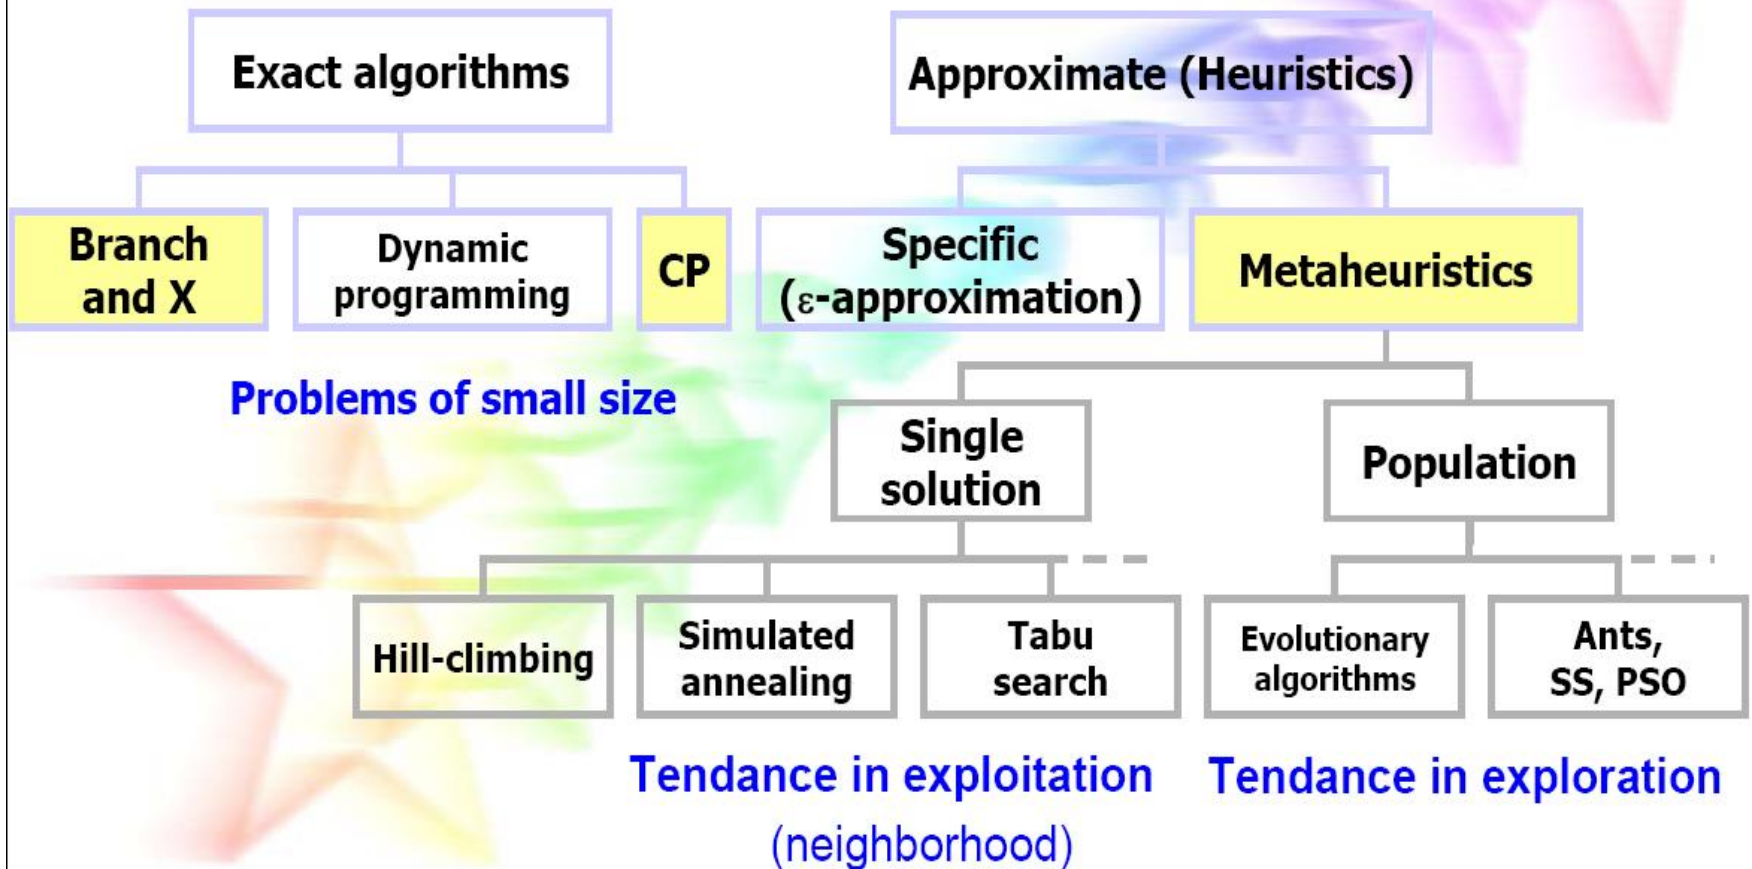 Exact algorithms
Approximate (Heuristics)
Branch
and X
Dynamic
programming
CP
Specific
(ε-approximation)
Metaheuristics
Problems of small size
Single
solution
Population
Hill-climbing
Simulated
annealing
Tabu
search
Evolutionary
algorithms
Ants,
SS, PSO
Tendance in exploitation
(neighborhood)
Tendance in exploration